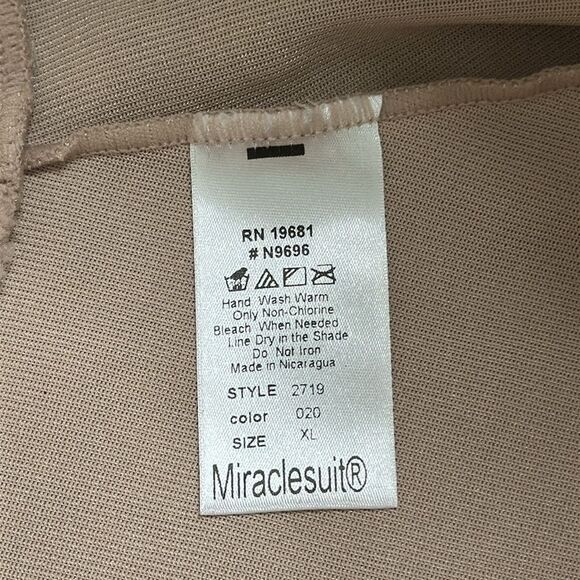 RN 19681
# N9696
Hand Wash Warm
Only Non-Chlorine
Bleach When Needed
Line Dry in the Shade
Do Not Iron
Made in Nicaragua
STYLE 2719
color 020
SIZE XL
Miraclesuit®